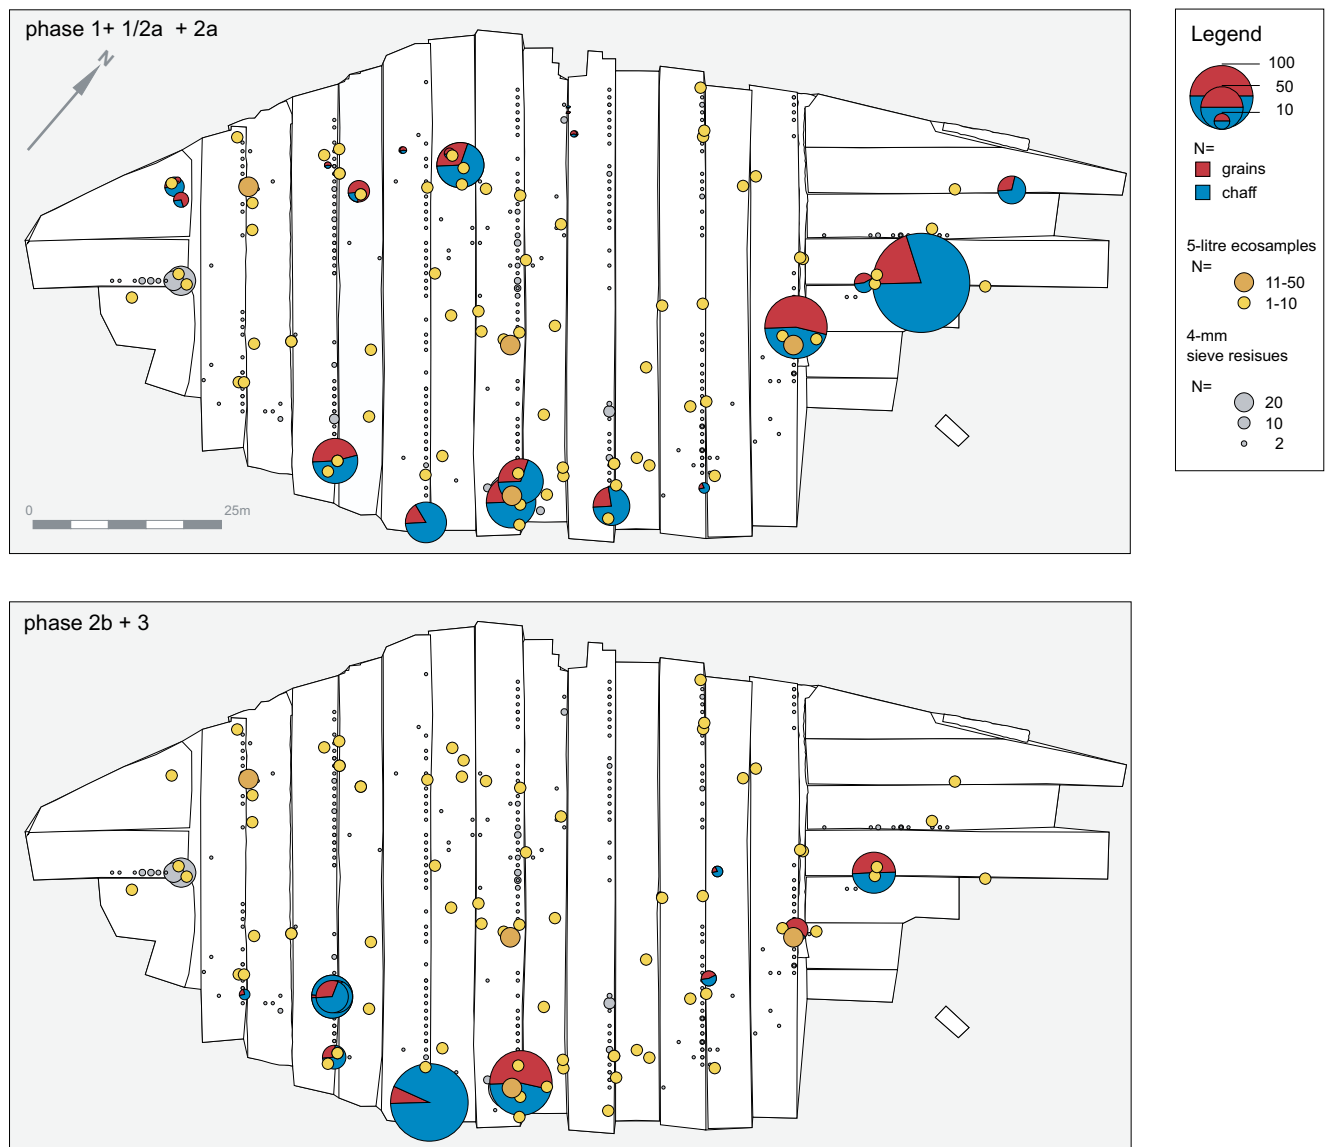 phase 1+ 1/2a + 2a
N
0 25m
Legend
100
50
10
N=
grains
chaff
5-litre ecosamples
N=
11-50
1-10
4-mm
sieve resisues
N=
20
10
2
phase 2b + 3